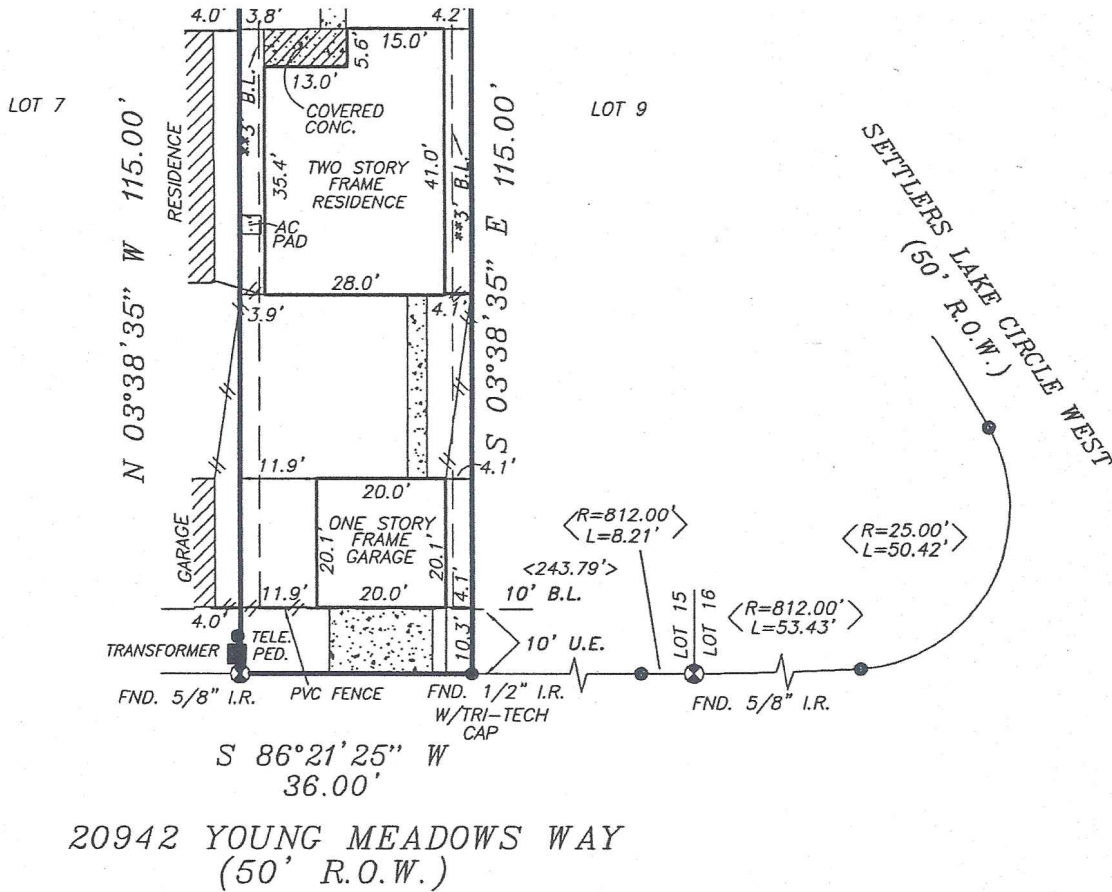 4.0'
3.8'
4.2'
15.0'
5.6'
13.0'
LOT 7
LOT 9
COVERED
CONC.
**3' B.L.
**3' B.L.
N 03°38'35" W 115.00'
S 03°38'35" E 115.00'
RESIDENCE
35.4'
41.0'
TWO STORY
FRAME
RESIDENCE
AC
PAD
28.0'
3.9'
4.1'
SETTLERS LAKE CIRCLE WEST
(50' R.O.W.)
11.9'
4.1'
20.0'
GARAGE
20.1'
ONE STORY
FRAME
GARAGE
20.1'
4.1'
<R=812.00'>
L=8.21'
<R=25.00'>
L=50.42'
<243.79'>
10' B.L.
4.0'
11.9'
20.0'
LOT 15
LOT 16
<R=812.00'>
L=53.43'
TRANSFORMER
TELE.
PED.
10.3'
10' U.E.
FND. 5/8" I.R.
PVC FENCE
FND. 1/2" I.R.
W/TRI-TECH
CAP
FND. 5/8" I.R.
S 86°21'25" W
36.00'
20942 YOUNG MEADOWS WAY
(50' R.O.W.)